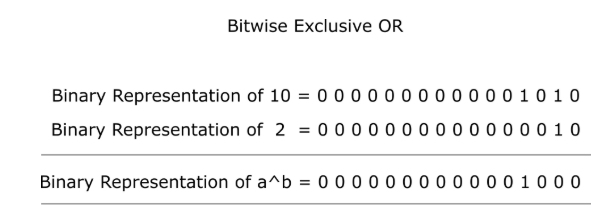 Bitwise Exclusive OR
Binary Representation of 10 = 0 0 0 0 0 0 0 0 0 0 0 0 1 0 1 0
Binary Representation of 2 = 0 0 0 0 0 0 0 0 0 0 0 0 0 0 1 0
Binary Representation of a^b = 0 0 0 0 0 0 0 0 0 0 0 0 1 0 0 0